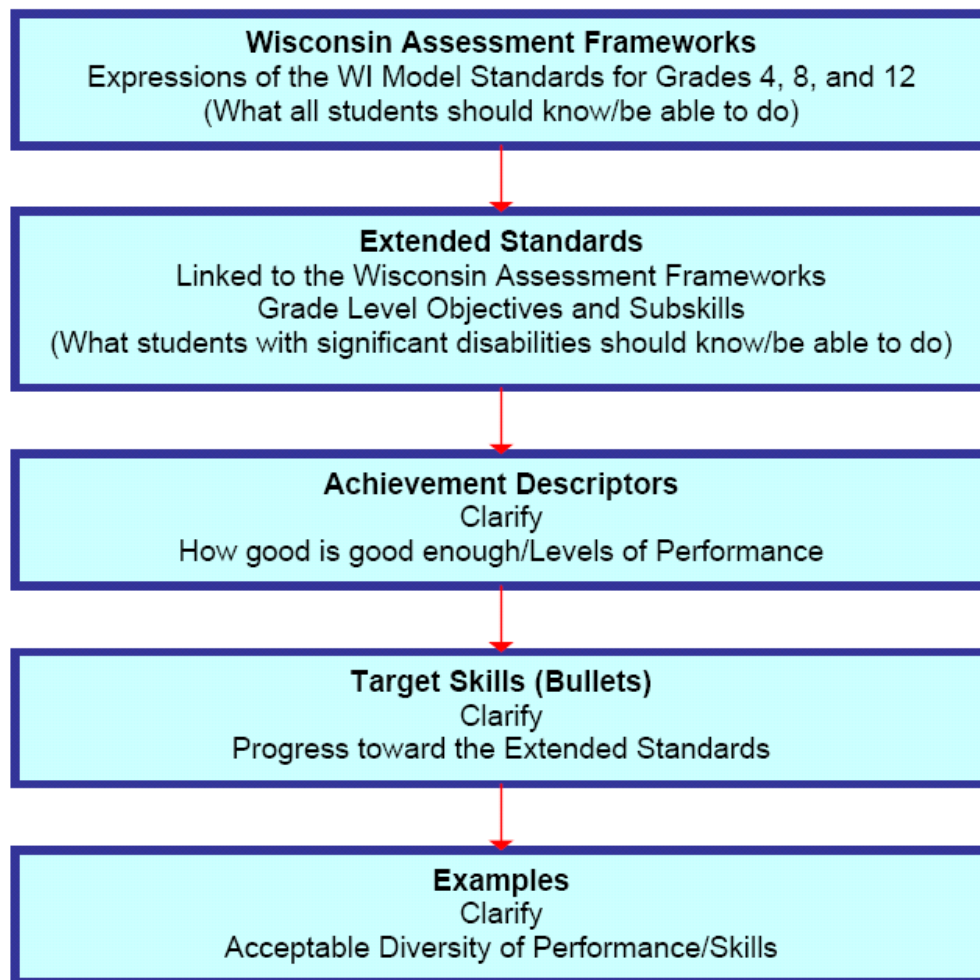 Wisconsin Assessment Frameworks
Expressions of the WI Model Standards for Grades 4, 8, and 12
(What all students should know/be able to do)
Extended Standards
Linked to the Wisconsin Assessment Frameworks
Grade Level Objectives and Subskills
(What students with significant disabilities should know/be able to do)
Achievement Descriptors
Clarify
How good is good enough/Levels of Performance
Target Skills (Bullets)
Clarify
Progress toward the Extended Standards
Examples
Clarify
Acceptable Diversity of Performance/Skills